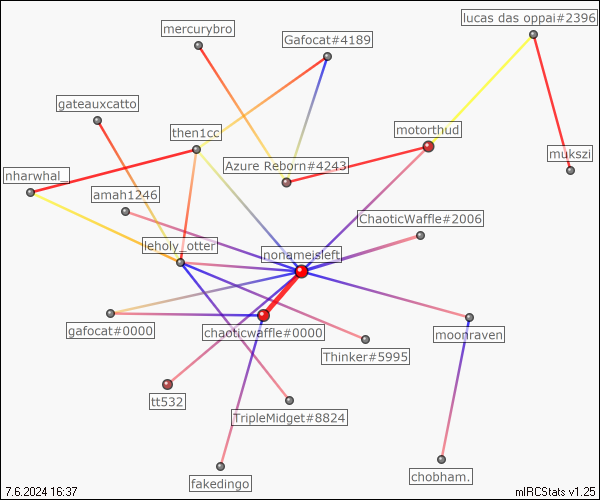 lucas das oppai#2396
mercurybro
Gafocat#4189
gateauxcatto
then1cc
motorthud
mukszi
Azure Reborn#4243
nharwhal_
amah1246
ChaoticWaffle#2006
leholy_otter
nonameisleft
gafocat#0000
chaoticwaffle#0000
moonraven
Thinker#5995
tt532
TripleMidget#8824
chobham.
fakedingo
7.6.2024 16:37
mIRCStats v1.25